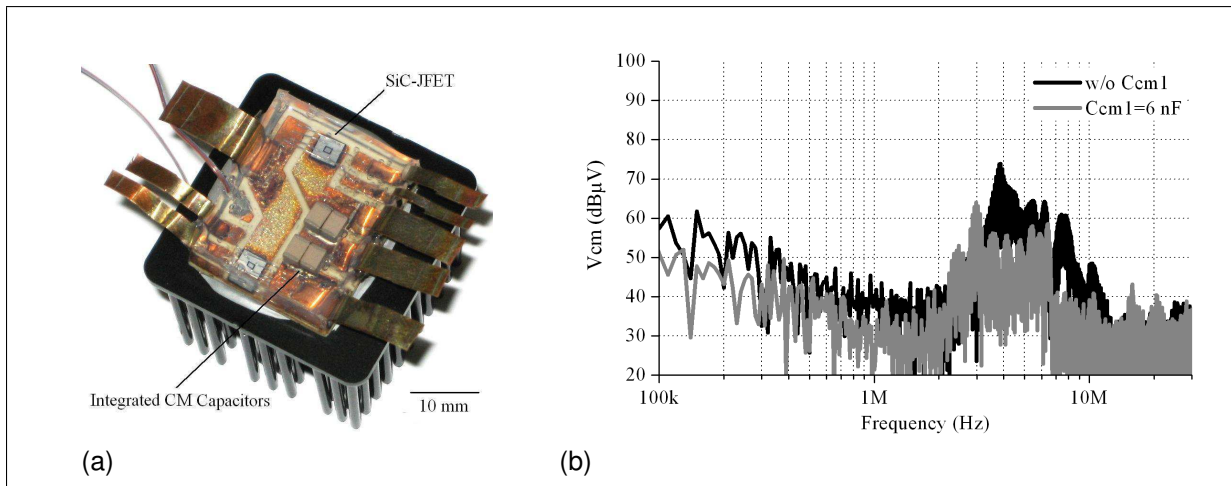 SiC-JFET
Integrated CM Capacitors
10 mm
(a)
100
90
80
70
60
50
40
30
20
Vcm (dBµV)
w/o Ccm1
Ccm1=6 nF
100k
1M
10M
Frequency (Hz)
(b)